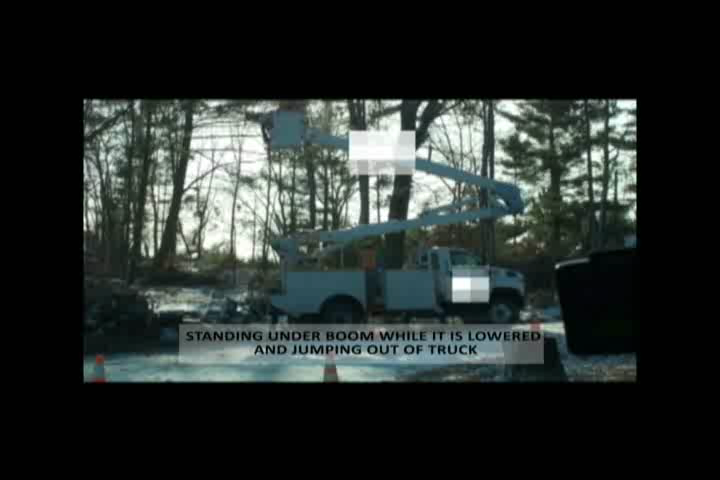 STANDING UNDER BOOM WHILE IT IS LOWERED
AND JUMPING OUT OF TRUCK